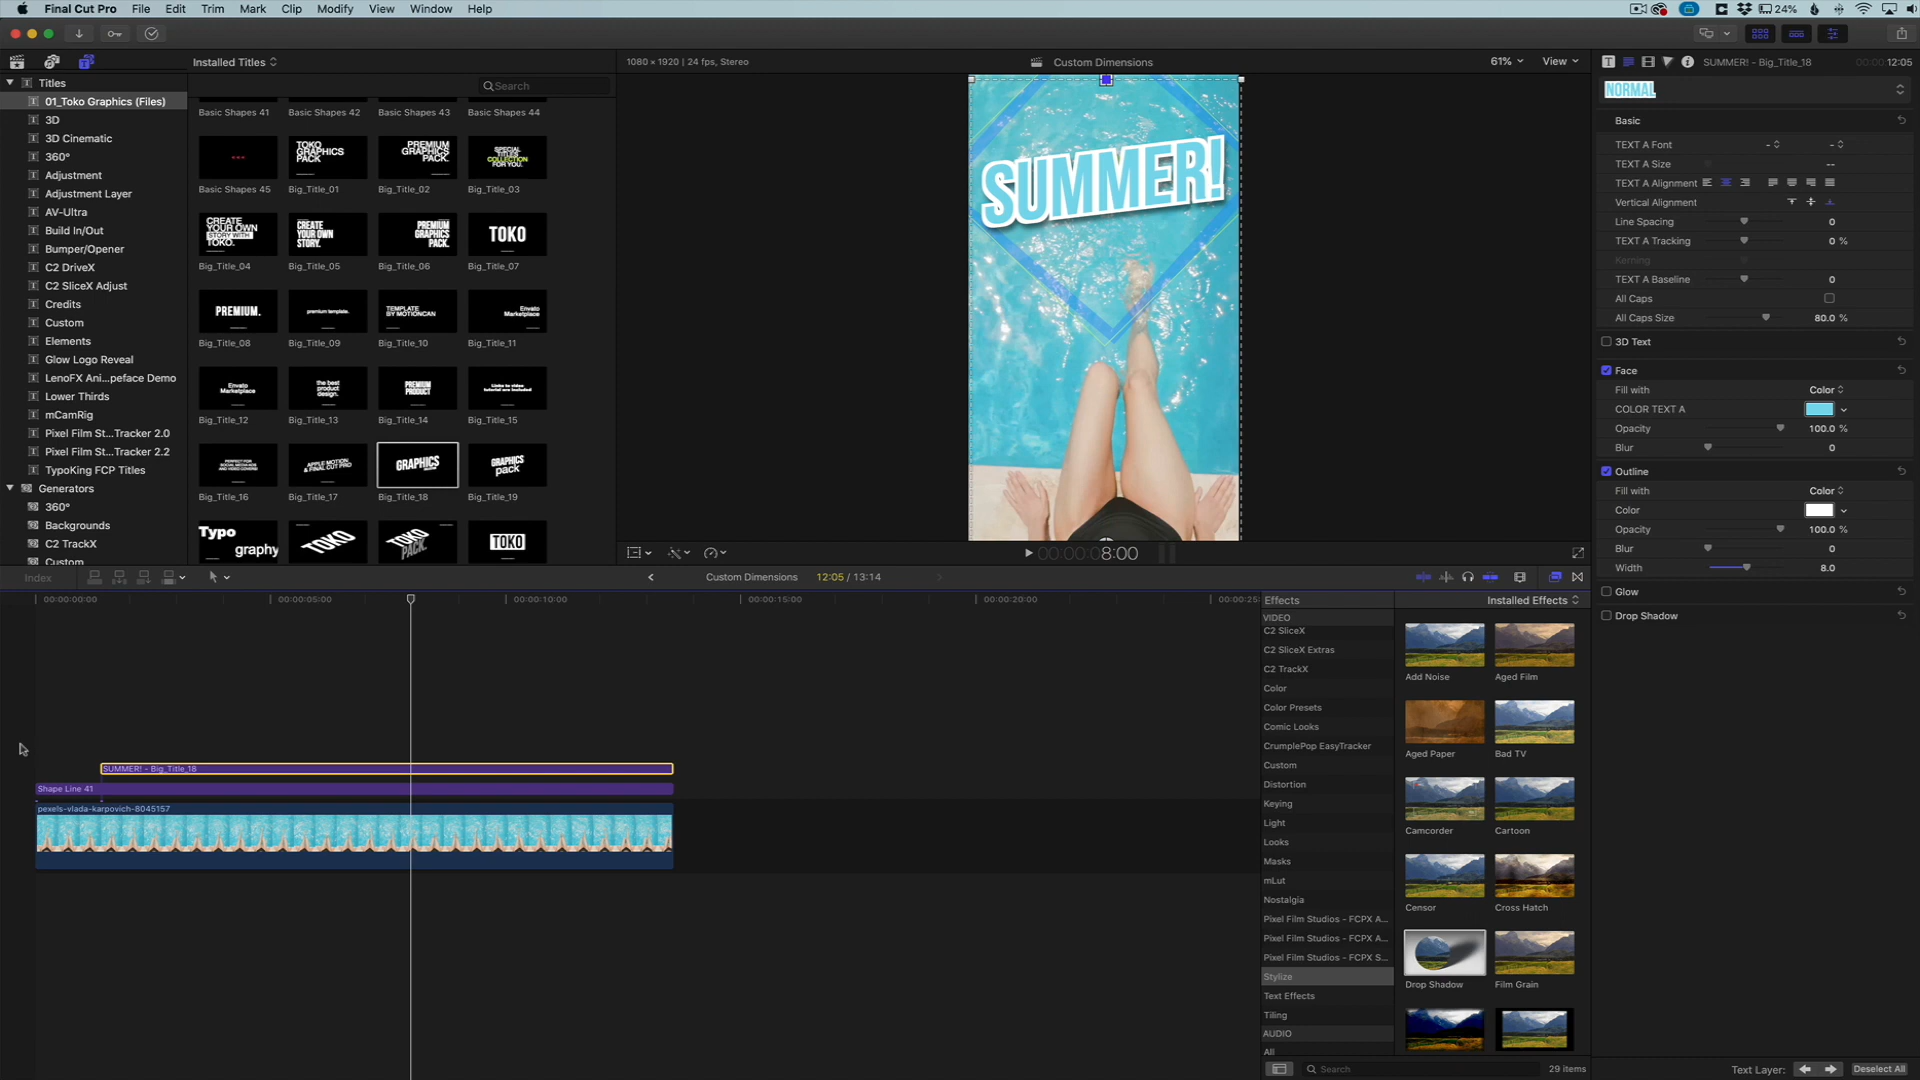 Final Cut Pro File Edit Trim Mark Clip Modify View Window Help 24%
Installed Titles
1080 × 1920 | 24 fps, Stereo
Custom Dimensions
61% View
SUMMER! - Big_Title_18
12:05
Search
NORMAL
Titles
01_Toko Graphics (Files)
3D
3D Cinematic
360°
Adjustment
Adjustment Layer
AV-Ultra
Build In/Out
Bumper/Opener
C2 DriveX
C2 SliceX Adjust
Credits
Custom
Elements
Glow Logo Reveal
LenoFX Ani...peface Demo
Lower Thirds
mCamRig
Pixel Film St...Tracker 2.0
Pixel Film St...Tracker 2.2
TypoKing FCP Titles
Generators
360°
Backgrounds
C2 TrackX
Custom
Basic Shapes 41
Basic Shapes 42
Basic Shapes 43
Basic Shapes 44
TOKO GRAPHICS PACK
PREMIUM GRAPHICS PACK.
SPECIAL TITLES COLLECTION FOR YOU.
Basic Shapes 45
Big_Title_01
Big_Title_02
Big_Title_03
CREATE YOUR OWN STORY WITH TOKO.
CREATE YOUR OWN STORY.
PREMIUM GRAPHICS PACK.
TOKO
Big_Title_04
Big_Title_05
Big_Title_06
Big_Title_07
PREMIUM.
premium template.
TEMPLATE BY MOTIONCAN
Envato Marketplace
Big_Title_08
Big_Title_09
Big_Title_10
Big_Title_11
Envato Marketplace
the best product design.
PREMIUM PRODUCT
Links to video tutorial are included
Big_Title_12
Big_Title_13
Big_Title_14
Big_Title_15
APPLE MOTION & FINAL CUT PRO
GRAPHICS
GRAPHICS pack
Big_Title_16
Big_Title_17
Big_Title_18
Big_Title_19
Typo graphy
TOKO
TOKO PACK.
TOKO
SUMMER!
8:00
Basic
TEXT A Font
TEXT A Size --
TEXT A Alignment
Vertical Alignment
Line Spacing 0
TEXT A Tracking 0 %
Kerning
TEXT A Baseline 0
All Caps
All Caps Size 80.0 %
3D Text
Face
Fill with Color
COLOR TEXT A
Opacity 100.0 %
Blur 0
Outline
Fill with Color
Color
Opacity 100.0 %
Blur 0
Width 8.0
Glow
Drop Shadow
Index
Custom Dimensions 12:05 / 13:14
00:00:00:00 00:00:05:00 00:00:10:00 00:00:15:00 00:00:20:00 00:00:25:
SUMMER! - Big_Title_18
Shape Line 41
pexels-vlada-karpovich-8045157
Effects
Installed Effects
VIDEO
C2 SliceX
C2 SliceX Extras
C2 TrackX
Color
Color Presets
Comic Looks
CrumplePop EasyTracker
Custom
Distortion
Keying
Light
Looks
Masks
mLut
Nostalgia
Pixel Film Studios - FCPX A...
Pixel Film Studios - FCPX A...
Pixel Film Studios - FCPX S...
Stylize
Text Effects
Tiling
AUDIO
All
Add Noise
Aged Film
Aged Paper
Bad TV
Camcorder
Cartoon
Censor
Cross Hatch
Drop Shadow
Film Grain
Search
29 items
Text Layer:
Deselect All